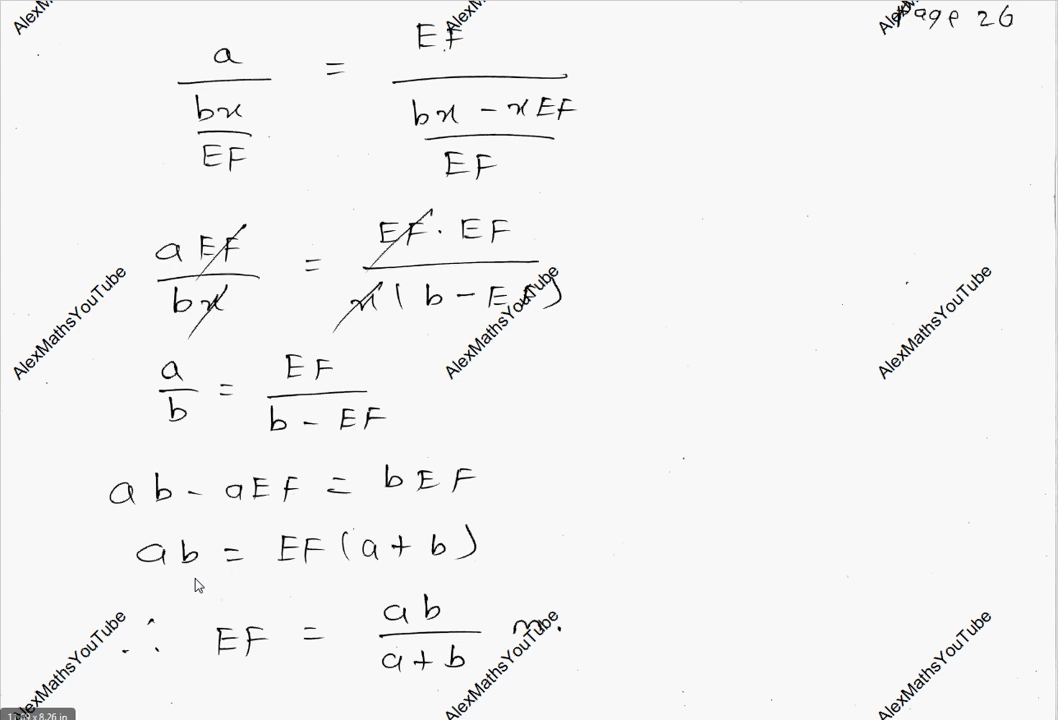 Page 26
a / (bx / EF) = EF / ((bx - xEF) / EF)
a EF / bx = EF . EF / x(b - EF)
a / b = EF / (b - EF)
ab - aEF = bEF
ab = EF(a + b)
∴ EF = ab / (a + b) m.
AlexMathsYouTube
AlexMathsYouTube
AlexMathsYouTube
AlexMathsYouTube
AlexMathsYouTube
AlexMathsYouTube